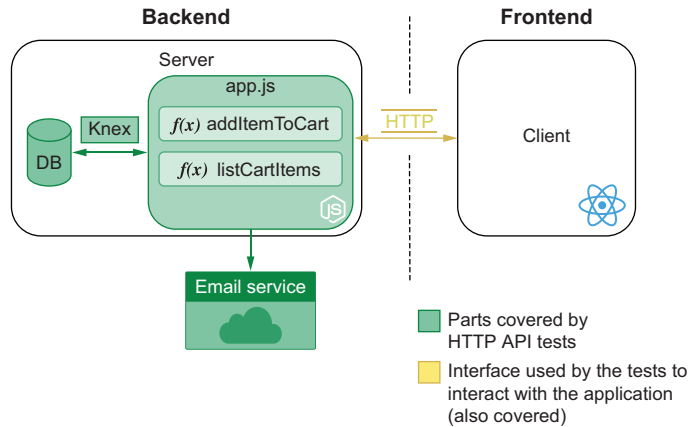 Backend
Frontend
Server
app.js
Knex
f(x) addItemToCart
HTTP
DB
Client
f(x) listCartItems
JS
Email service
Parts covered by
HTTP API tests
Interface used by the tests to
interact with the application
(also covered)